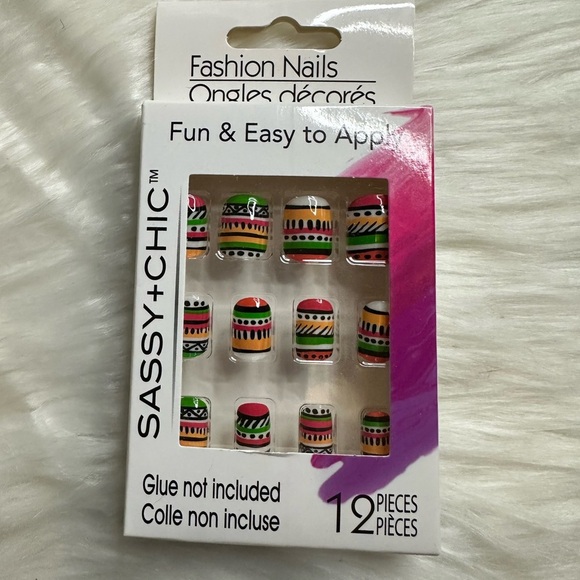 Fashion Nails
Ongles décorés
Fun & Easy to Apply
SASSY+CHIC™
Glue not included
Colle non incluse
12 PIECES
PIÈCES